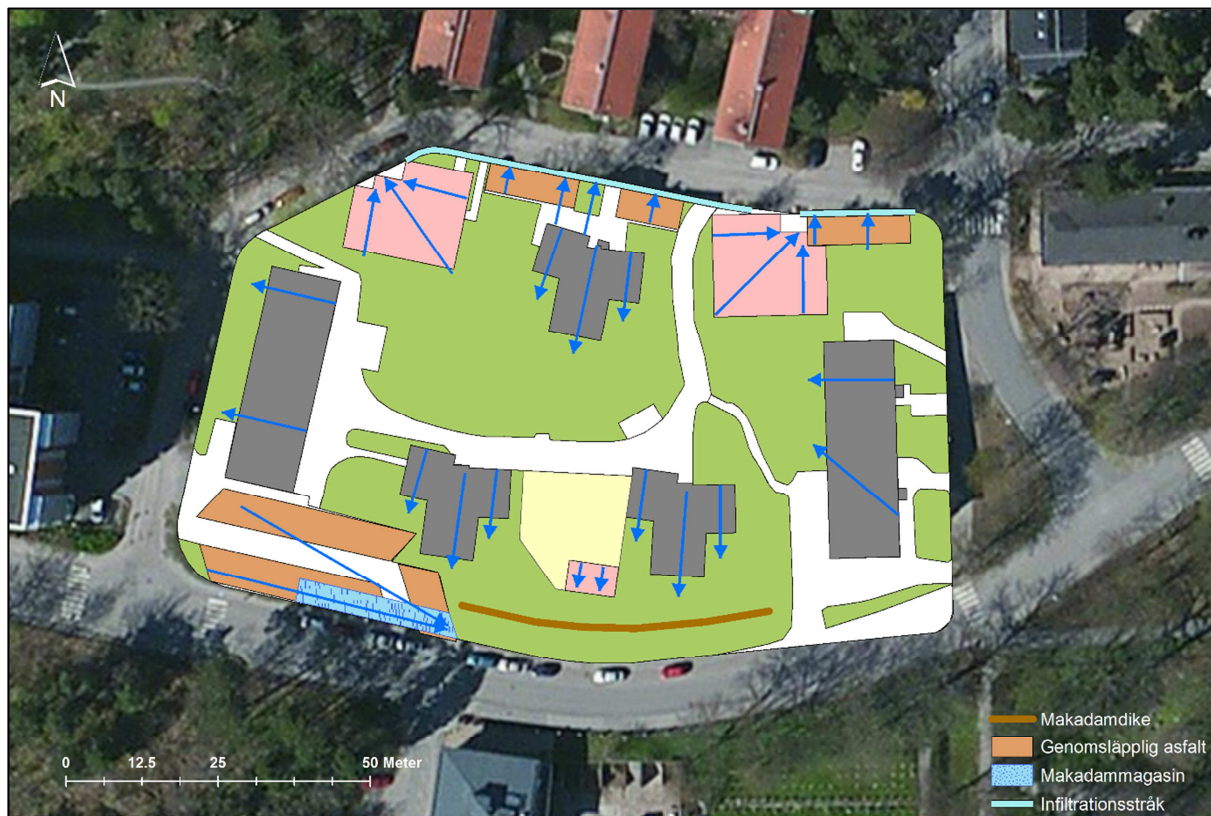 N
0 12.5 25 50 Meter
Makadamdike
Genomsläpplig asfalt
Makadammagasin
Infiltrationsstråk